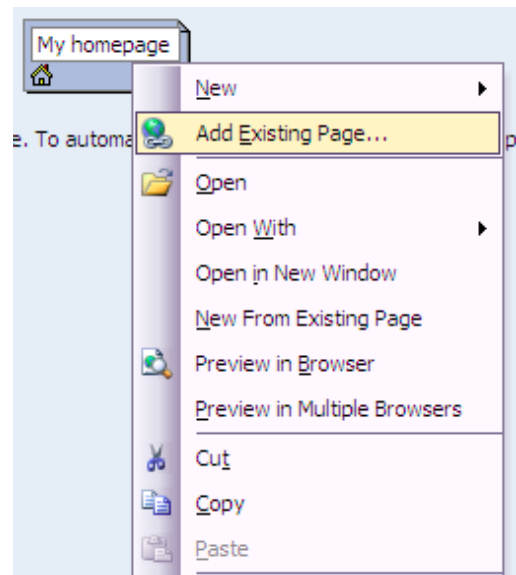 My homepage
New
e. To automa
Add Existing Page...
p
Open
Open With
Open in New Window
New From Existing Page
Preview in Browser
Preview in Multiple Browsers
Cut
Copy
Paste